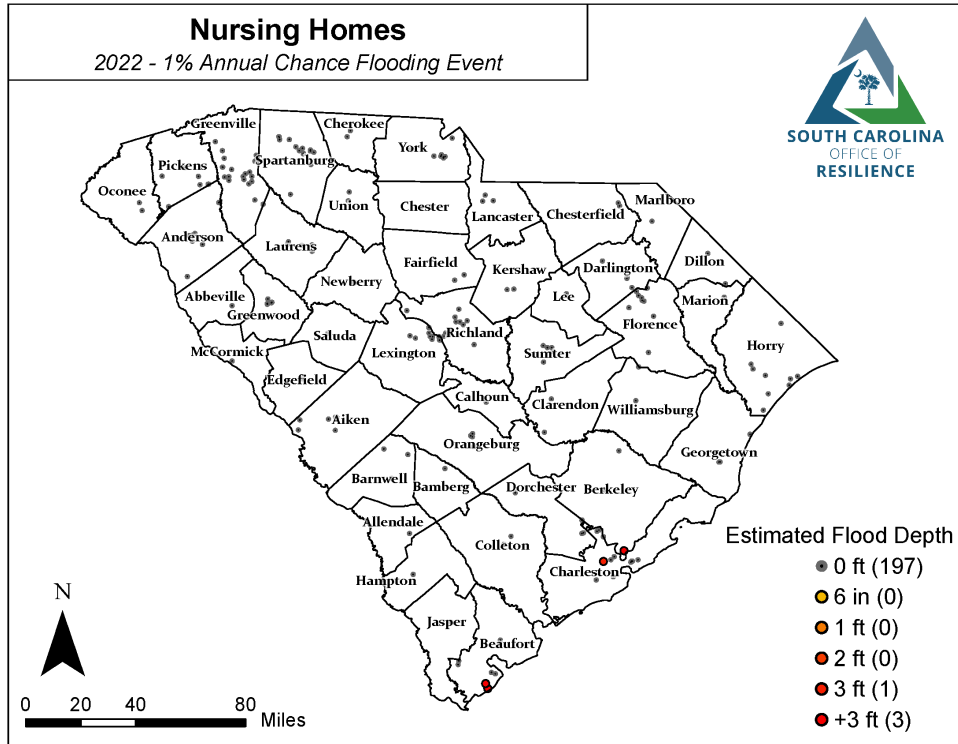 Nursing Homes
2022 - 1% Annual Chance Flooding Event
SOUTH CAROLINA
OFFICE OF
RESILIENCE
Greenville
Cherokee
Spartanburg
York
Pickens
Oconee
Union
Chester
Lancaster
Chesterfield
Marlboro
Anderson
Laurens
Fairfield
Kershaw
Darlington
Dillon
Newberry
Lee
Marion
Abbeville
Greenwood
Florence
Saluda
Richland
McCormick
Lexington
Sumter
Horry
Edgefield
Calhoun
Clarendon
Williamsburg
Aiken
Orangeburg
Georgetown
Barnwell
Bamberg
Dorchester
Berkeley
Allendale
Colleton
Charleston
Hampton
Jasper
Beaufort
Estimated Flood Depth
0 ft (197)
6 in (0)
1 ft (0)
2 ft (0)
3 ft (1)
+3 ft (3)
N
0 20 40 80 Miles